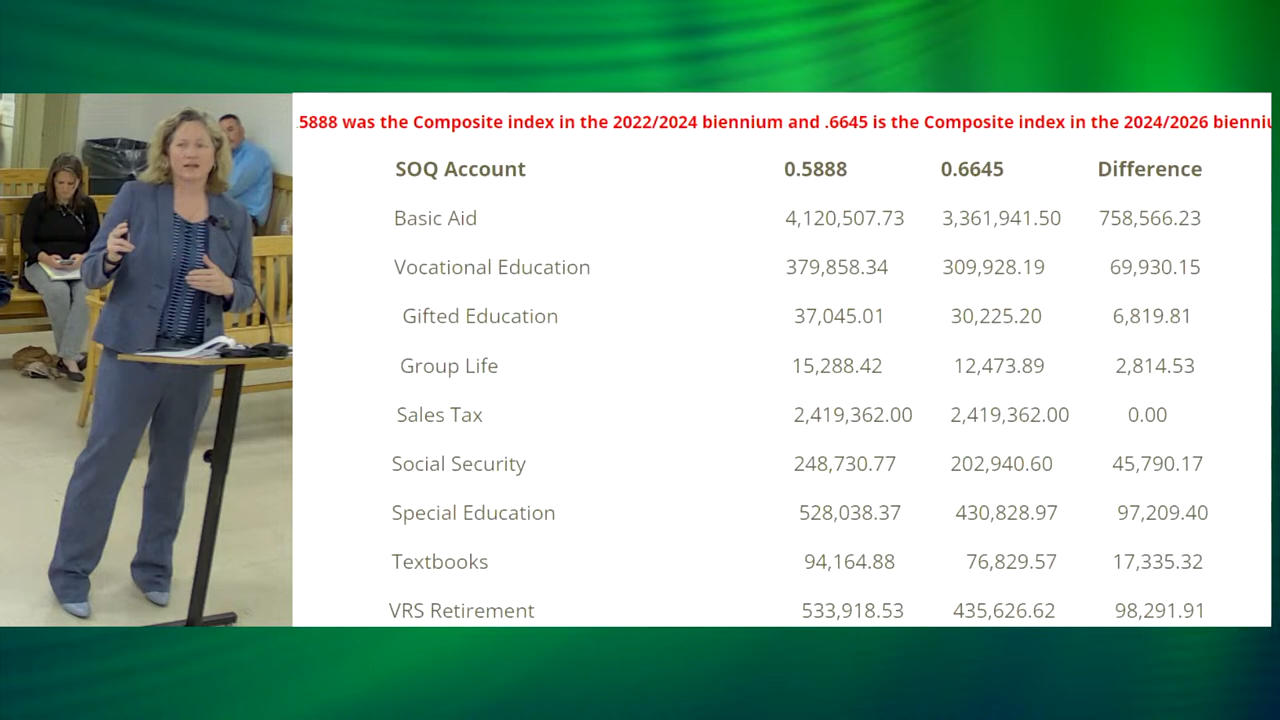 .5888 was the Composite index in the 2022/2024 biennium and .6645 is the Composite index in the 2024/2026
SOQ Account 0.5888 0.6645 Difference
Basic Aid 4,120,507.73 3,361,941.50 758,566.23
Vocational Education 379,858.34 309,928.19 69,930.15
Gifted Education 37,045.01 30,225.20 6,819.81
Group Life 15,288.42 12,473.89 2,814.53
Sales Tax 2,419,362.00 2,419,362.00 0.00
Social Security 248,730.77 202,940.60 45,790.17
Special Education 528,038.37 430,828.97 97,209.40
Textbooks 94,164.88 76,829.57 17,335.32
VRS Retirement 533,918.53 435,626.62 98,291.91